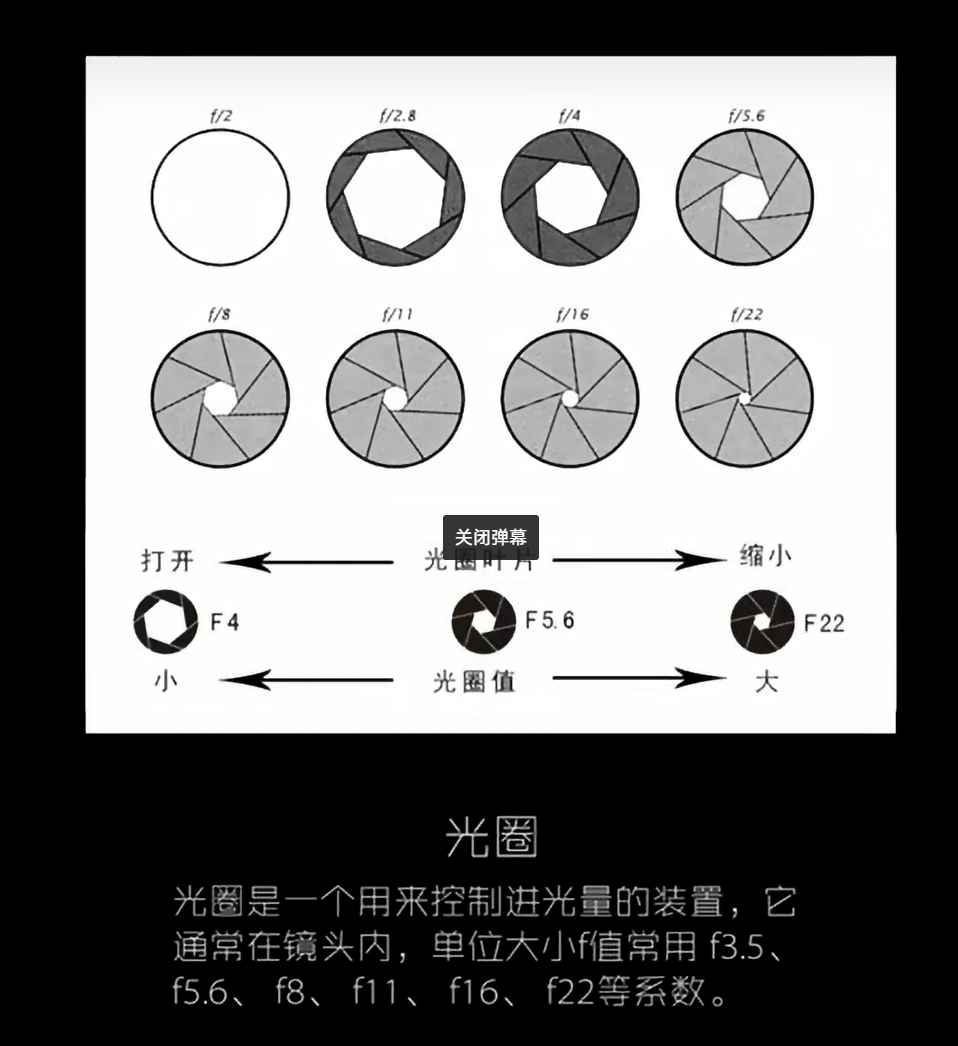 f/2 f/2.8 f/4 f/5.6
f/8 f/11 f/16 f/22
关闭弹幕
打开 光圈叶片 缩小
F4 F5.6 F22
小 光圈值 大
光圈
光圈是一个用来控制进光量的装置，它
通常在镜头内，单位大小f值常用 f3.5、
f5.6、 f8、 f11、 f16、 f22等系数。